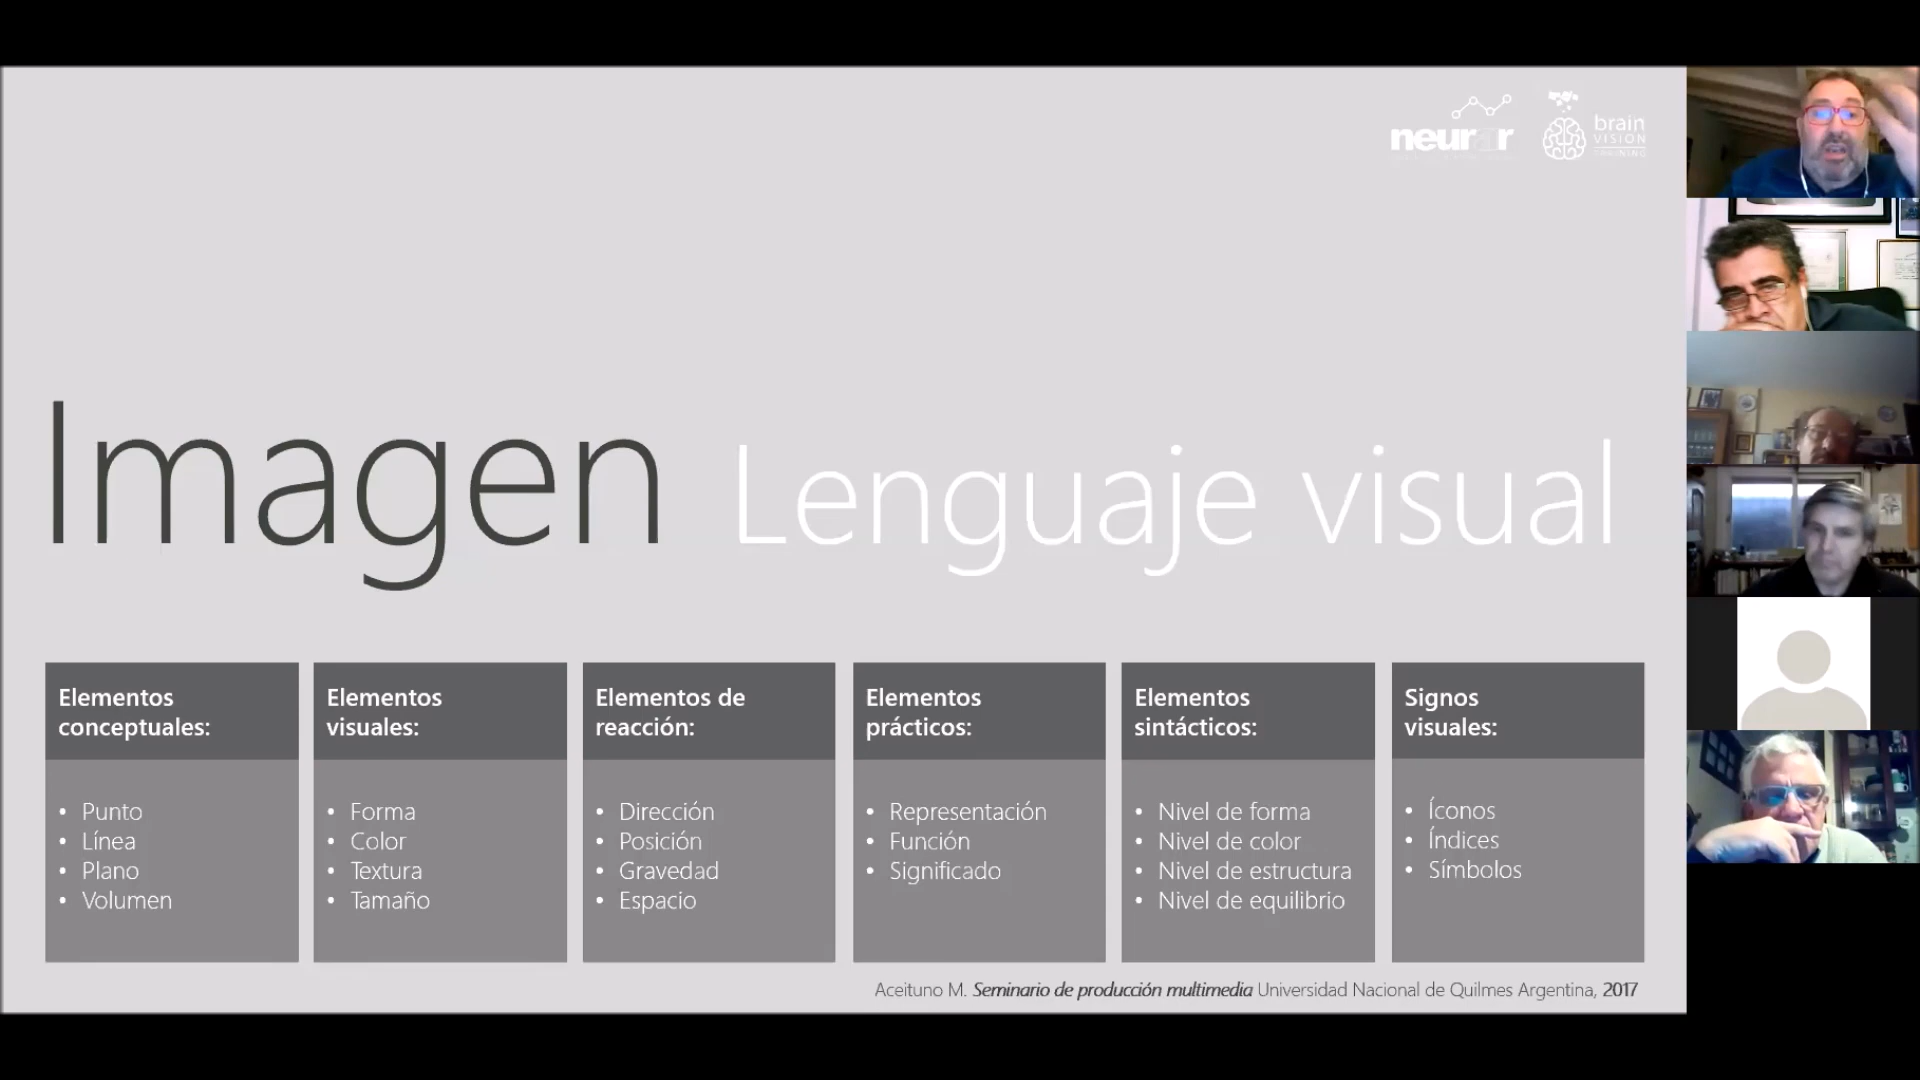 neurar
brain
VISION
TRAINING
Imagen Lenguaje visual
Elementos
conceptuales:
• Punto
• Línea
• Plano
• Volumen
Elementos
visuales:
• Forma
• Color
• Textura
• Tamaño
Elementos de
reacción:
• Dirección
• Posición
• Gravedad
• Espacio
Elementos
prácticos:
• Representación
• Función
• Significado
Elementos
sintácticos:
• Nivel de forma
• Nivel de color
• Nivel de estructura
• Nivel de equilibrio
Signos
visuales:
• Íconos
• Índices
• Símbolos
Aceituno M. Seminario de producción multimedia Universidad Nacional de Quilmes Argentina, 2017